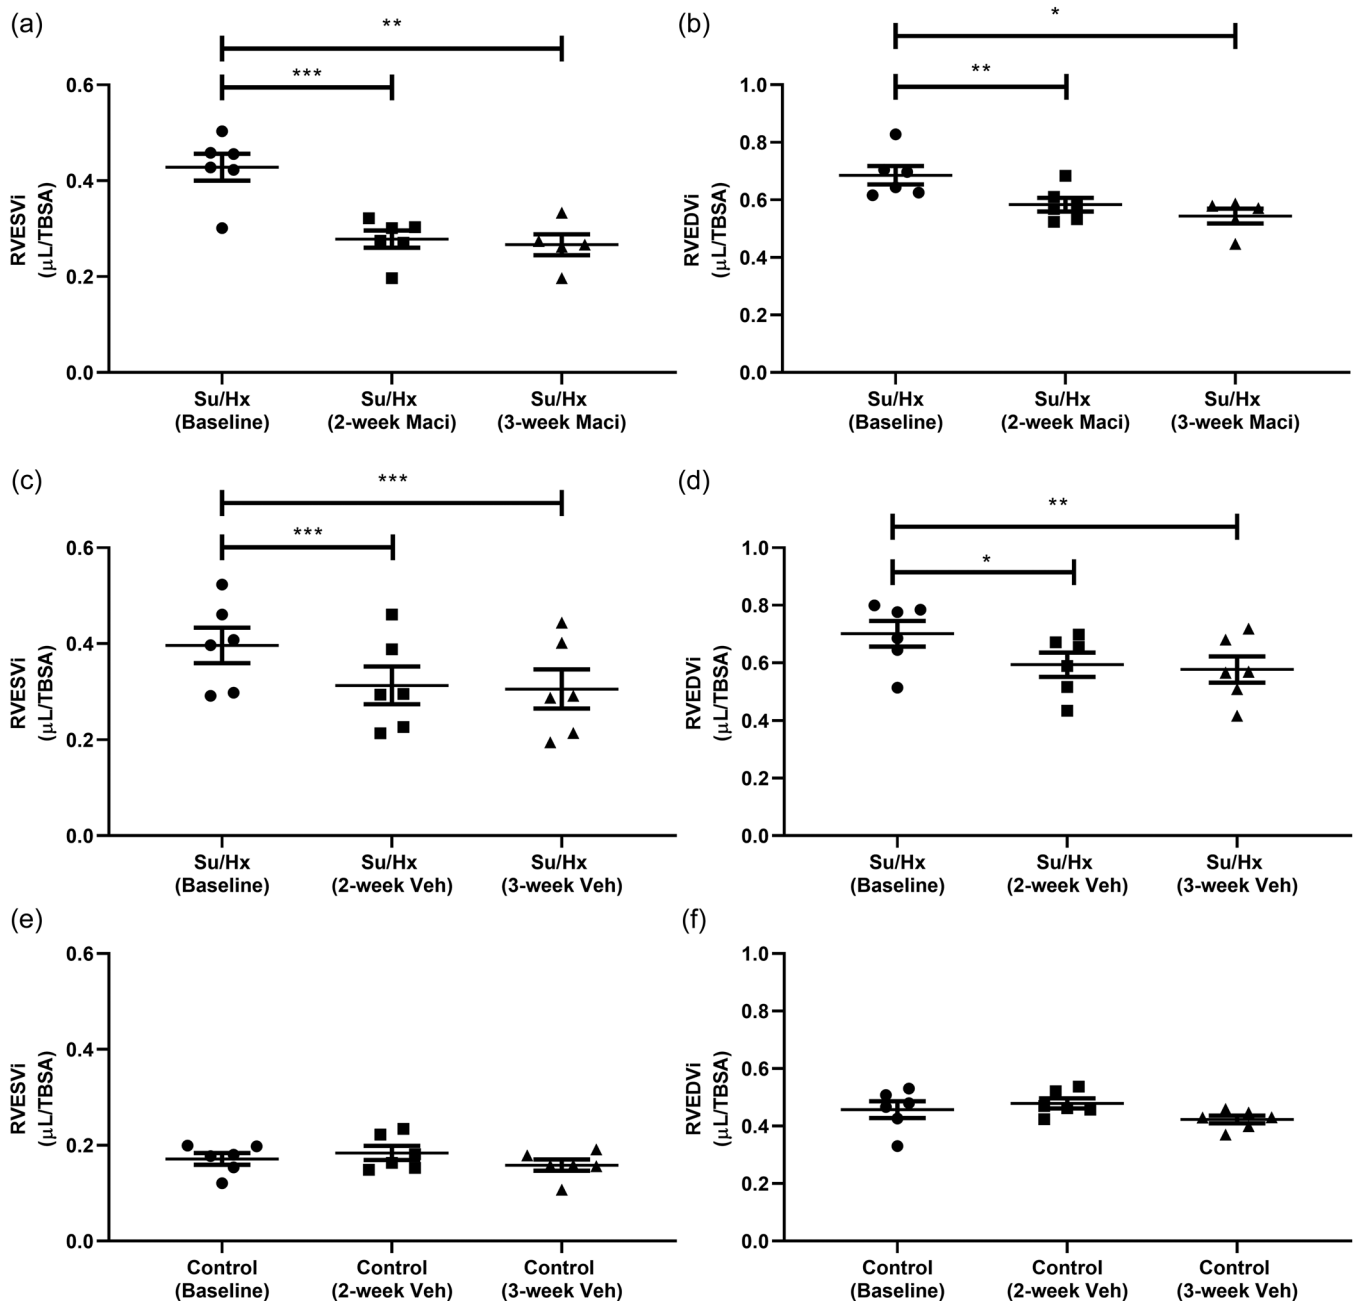 (a)
**
***
0.6
0.4
0.2
0.0
RVESVi
(μL/TBSA)
Su/Hx
(Baseline)
Su/Hx
(2-week Maci)
Su/Hx
(3-week Maci)
(b)
*
**
1.0
0.8
0.6
0.4
0.2
0.0
RVEDVi
(μL/TBSA)
Su/Hx
(Baseline)
Su/Hx
(2-week Maci)
Su/Hx
(3-week Maci)
(c)
***
***
0.6
0.4
0.2
0.0
RVESVi
(μL/TBSA)
Su/Hx
(Baseline)
Su/Hx
(2-week Veh)
Su/Hx
(3-week Veh)
(d)
**
*
1.0
0.8
0.6
0.4
0.2
0.0
RVEDVi
(μL/TBSA)
Su/Hx
(Baseline)
Su/Hx
(2-week Veh)
Su/Hx
(3-week Veh)
(e)
0.6
0.4
0.2
0.0
RVESVi
(μL/TBSA)
Control
(Baseline)
Control
(2-week Veh)
Control
(3-week Veh)
(f)
1.0
0.8
0.6
0.4
0.2
0.0
RVEDVi
(μL/TBSA)
Control
(Baseline)
Control
(2-week Veh)
Control
(3-week Veh)